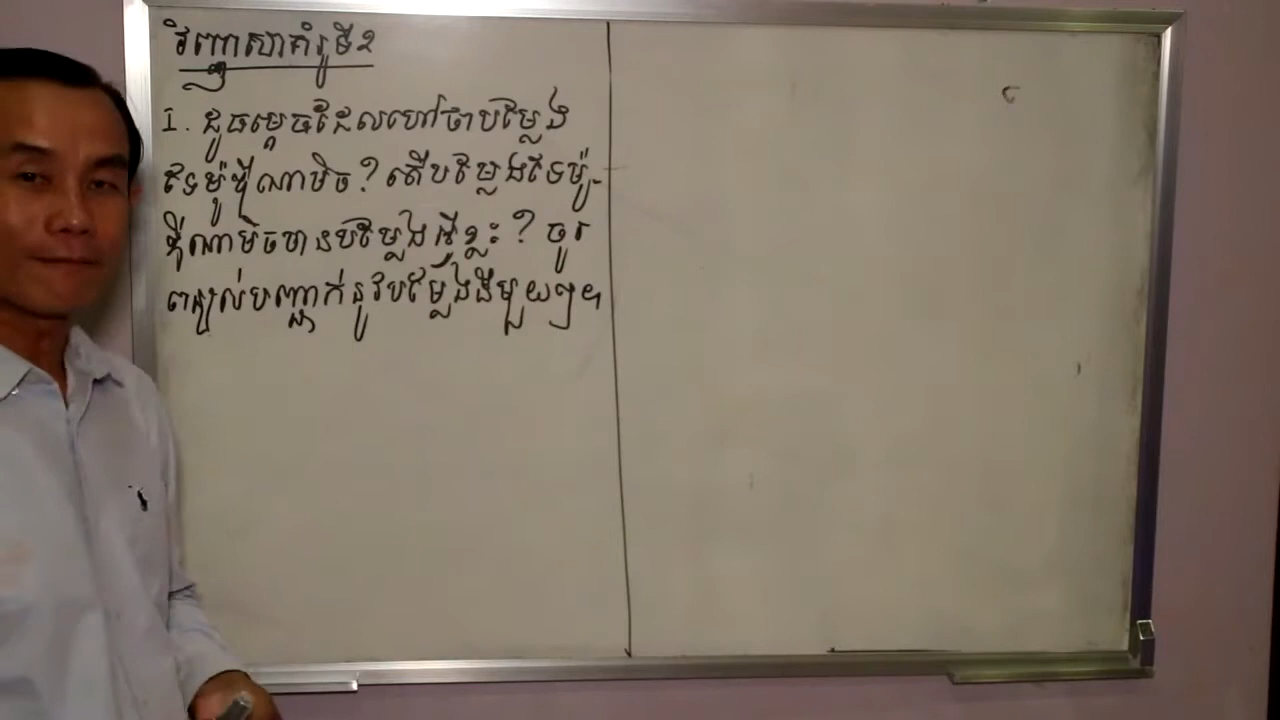 វិញ្ញាសាគំរូទី២
I. ដូចម្ដេចដែលហៅថាបម្លែង
ទែម៉ូឌីណាមិច? តើបម្លែងទែម៉ូ-
ឌីណាមិចមានបម្លែងអ្វីខ្លះ? ចូរ
ពន្យល់បញ្ជាក់នូវបម្លែងនីមួយៗ។